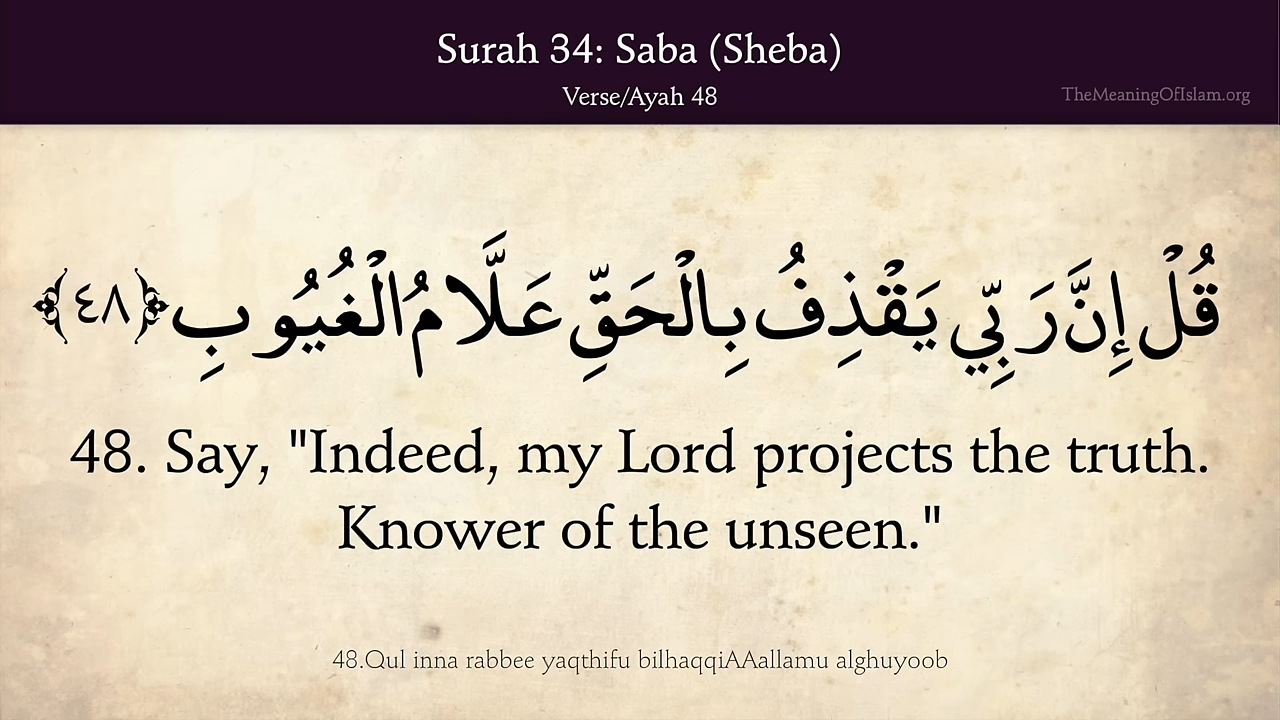 Surah 34: Saba (Sheba)
Verse/Ayah 48
TheMeaningOfIslam.org
قُلْ إِنَّ رَبِّي يَقْذِفُ بِالْحَقِّ عَلَّامُ الْغُيُوبِ ﴿٤٨﴾
48. Say, "Indeed, my Lord projects the truth.
Knower of the unseen."
48.Qul inna rabbee yaqthifu bilhaqqiAAallamu alghuyoob